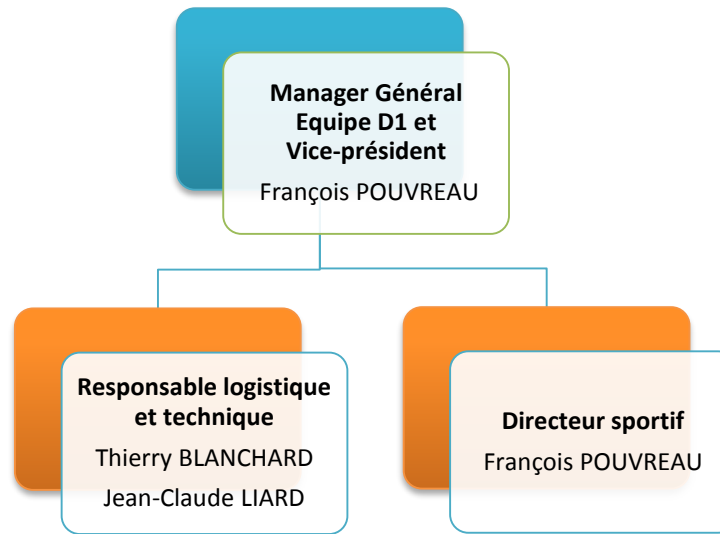 Manager Général
Equipe D1 et
Vice-président
François POUVREAU
Responsable logistique
et technique
Thierry BLANCHARD
Jean-Claude LIARD
Directeur sportif
François POUVREAU